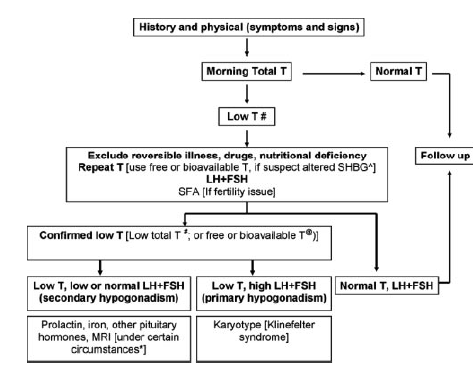 History and physical (symptoms and signs)
Morning Total T
Normal T
Low T #
Exclude reversible illness, drugs, nutritional deficiency
Repeat T [use free or bioavailable T, if suspect altered SHBG^]
LH+FSH
SFA [If fertility issue]
Follow up
Confirmed low T [Low total T #; or free or bioavailable T®)]
Low T, low or normal LH+FSH
(secondary hypogonadism)
Low T, high LH+FSH
(primary hypogonadism)
Normal T, LH+FSH
Prolactin, iron, other pituitary
hormones, MRI [under certain
circumstances*]
Karyotype [Klinefelter
syndrome]